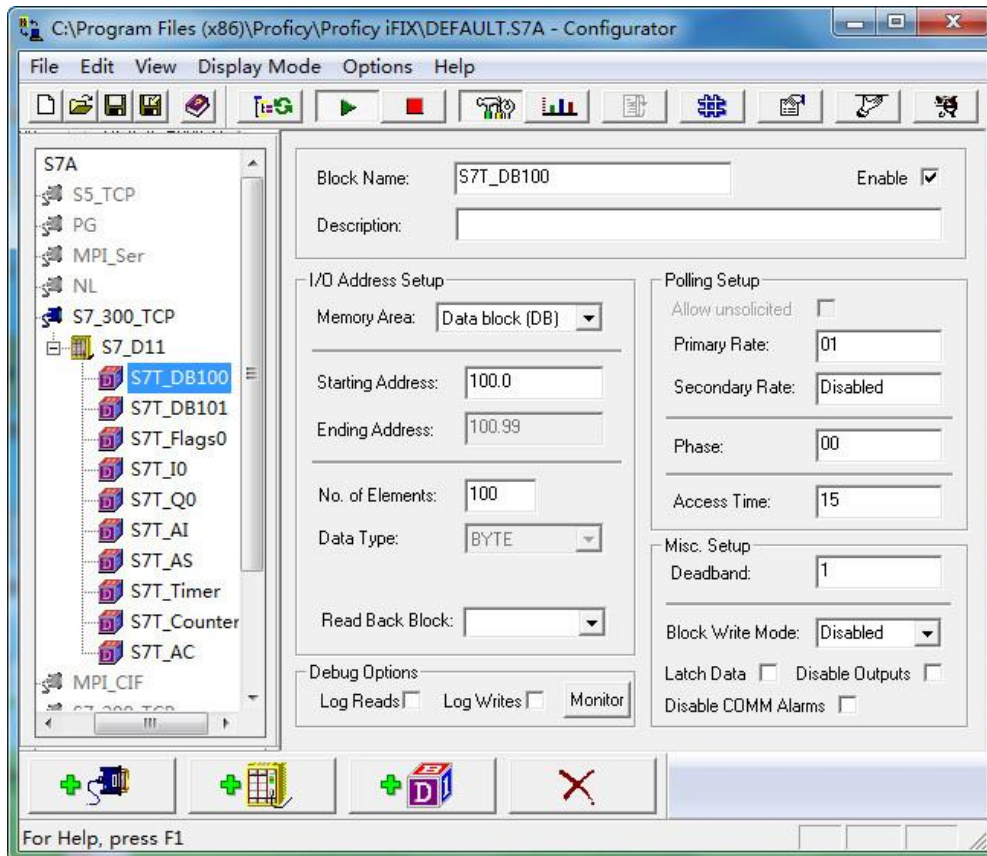 C:\Program Files (x86)\Proficy\Proficy iFIX\DEFAULT.S7A - Configurator
File Edit View Display Mode Options Help
S7A
S5_TCP
PG
MPI_Ser
NL
S7_300_TCP
S7_D11
S7T_DB100
S7T_DB101
S7T_Flags0
S7T_I0
S7T_Q0
S7T_AI
S7T_AS
S7T_Timer
S7T_Counter
S7T_AC
MPI_CIF
Block Name: S7T_DB100 Enable
Description:
I/O Address Setup
Memory Area: Data block (DB)
Starting Address: 100.0
Ending Address: 100.99
No. of Elements: 100
Data Type: BYTE
Read Back Block:
Debug Options
Log Reads Log Writes Monitor
Polling Setup
Allow unsolicited
Primary Rate: 01
Secondary Rate: Disabled
Phase: 00
Access Time: 15
Misc. Setup
Deadband: 1
Block Write Mode: Disabled
Latch Data Disable Outputs
Disable COMM Alarms
For Help, press F1